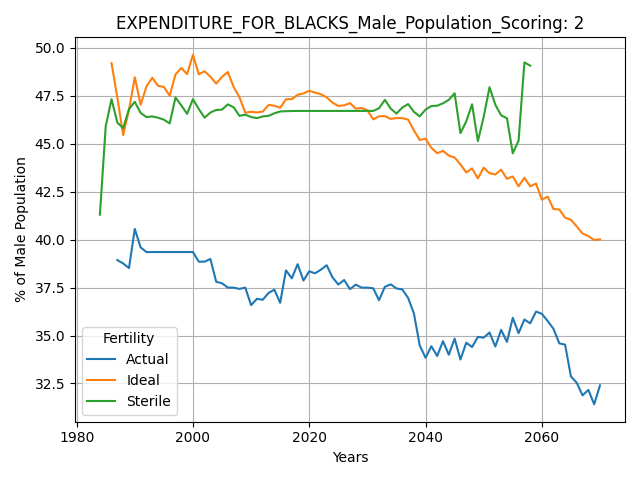 EXPENDITURE_FOR_BLACKS_Male_Population_Scoring: 2
% of Male Population
50.0
47.5
45.0
42.5
40.0
37.5
35.0
32.5
Fertility
Actual
Ideal
Sterile
1980
2000
2020
2040
2060
Years